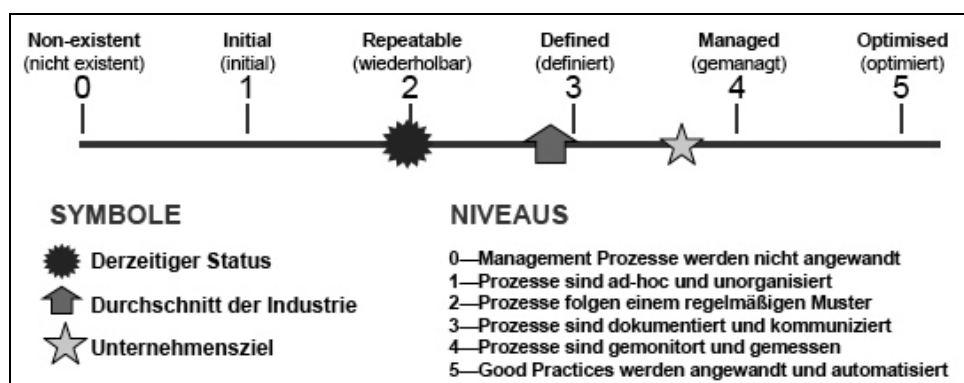 Non-existent Initial Repeatable Defined Managed Optimised
(nicht existent) (initial) (wiederholbar) (definiert) (gemanagt) (optimiert)
0 1 2 3 4 5
SYMBOLE
Derzeitiger Status
Durchschnitt der Industrie
Unternehmensziel
NIVEAUS
0—Management Prozesse werden nicht angewandt
1—Prozesse sind ad-hoc und unorganisiert
2—Prozesse folgen einem regelmäßigen Muster
3—Prozesse sind dokumentiert und kommuniziert
4—Prozesse sind gemonitort und gemessen
5—Good Practices werden angewandt und automatisiert